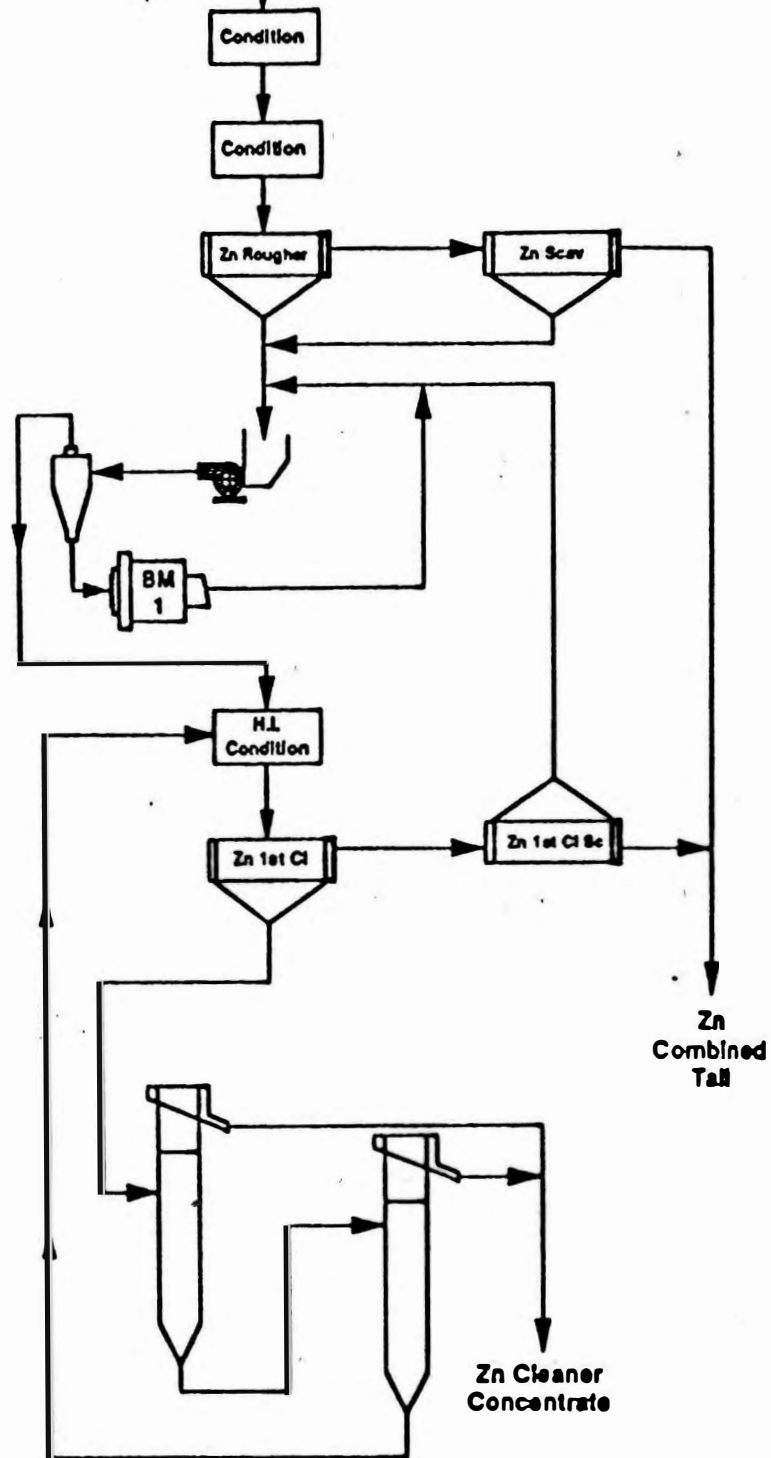 Condition
Condition
Zn Rougher
Zn Scav
BM
1
H.I.
Condition
Zn 1st Cl
Zn 1st Cl Sc
Zn
Combined
Tail
Zn Cleaner
Concentrate